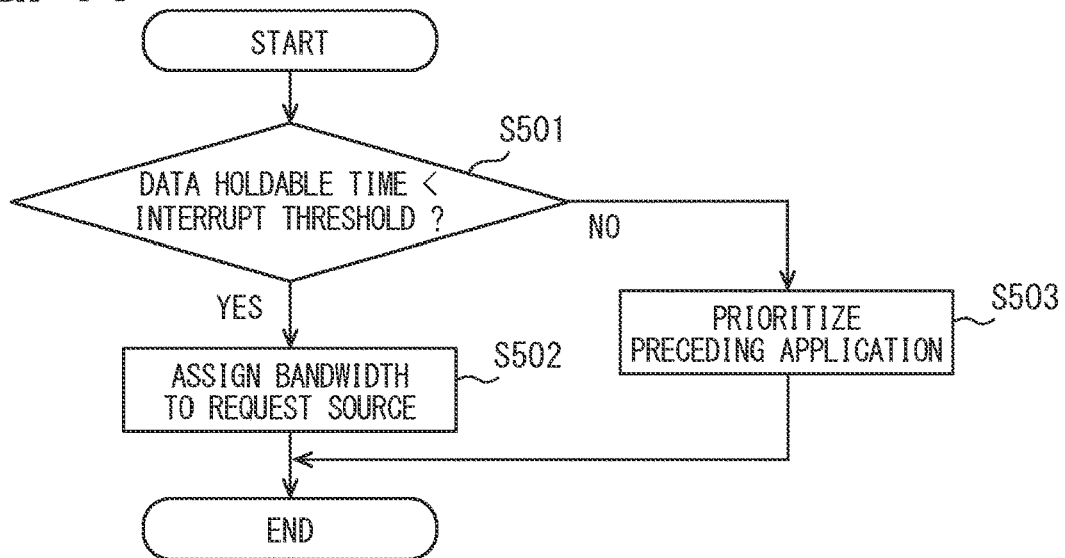 START
S501
DATA HOLDABLE TIME <
INTERRUPT THRESHOLD ?
NO
YES
S503
PRIORITIZE
PRECEDING APPLICATION
S502
ASSIGN BANDWIDTH
TO REQUEST SOURCE
END